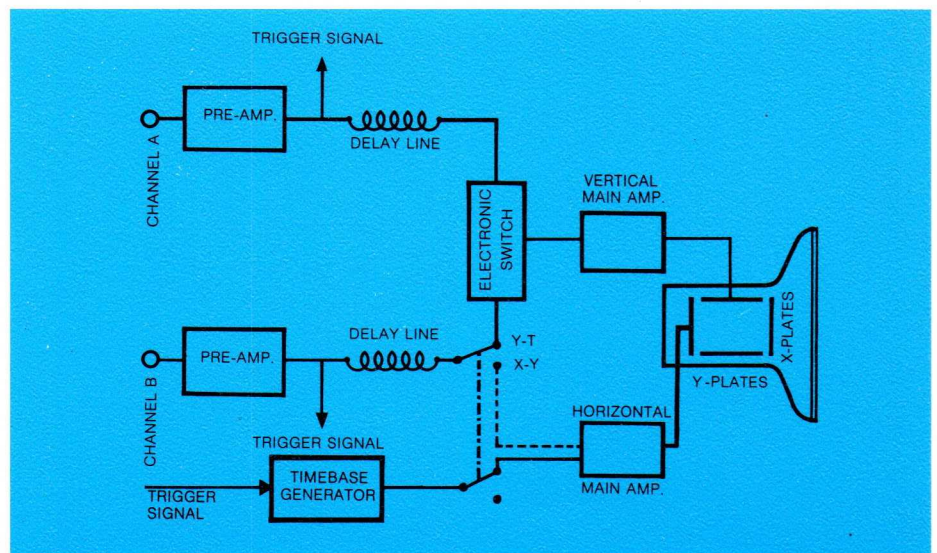 TRIGGER SIGNAL
PRE-AMP.
DELAY LINE
CHANNEL A
VERTICAL
MAIN AMP.
ELECTRONIC
SWITCH
X-PLATES
Y-PLATES
DELAY LINE
Y-T
X-Y
PRE-AMP.
CHANNEL B
HORIZONTAL
MAIN AMP.
TRIGGER SIGNAL
TIMEBASE
GENERATOR
TRIGGER
SIGNAL